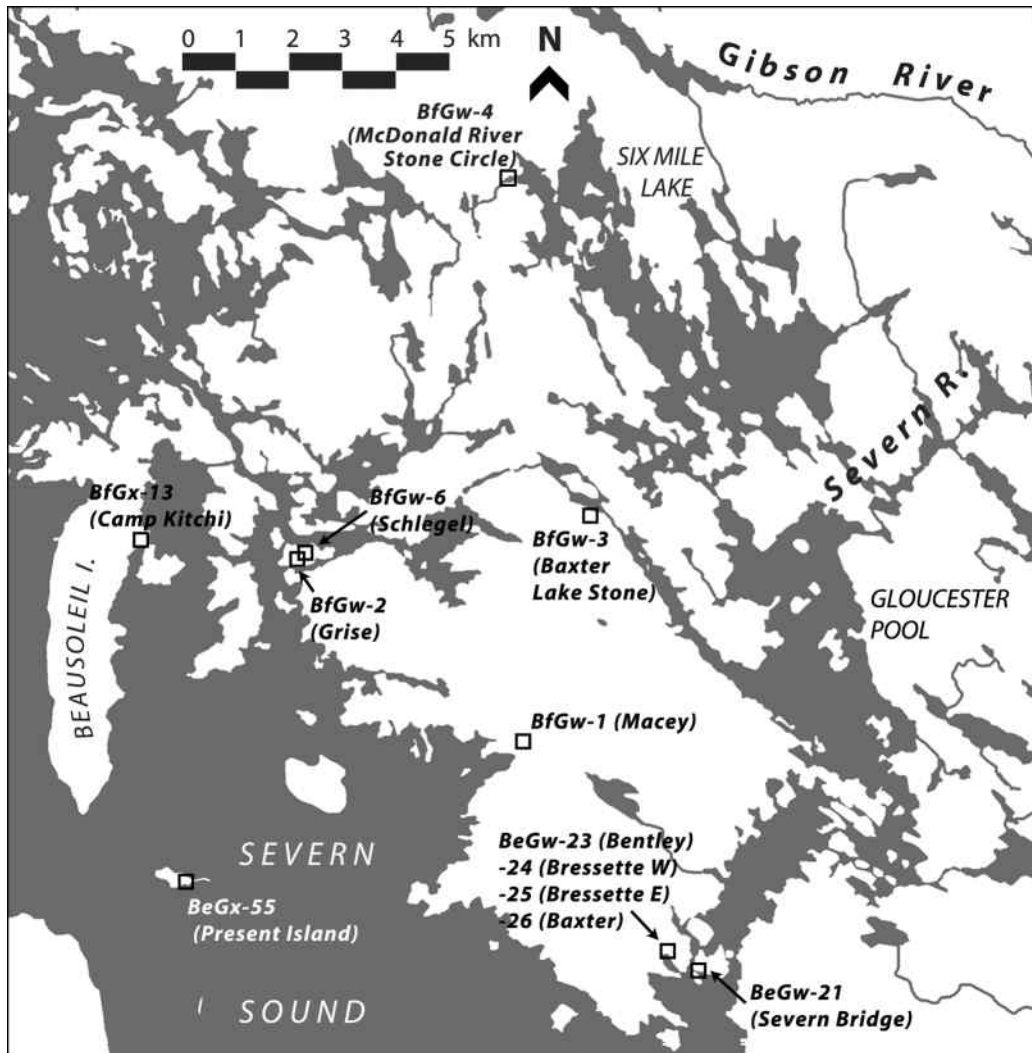 0 1 2 3 4 5 km
N
Gibson River
BfGw-4
(McDonald River
Stone Circle)
SIX MILE
LAKE
Severn R.
BfGx-13
(Camp Kitchi)
BfGw-6
(Schlegel)
BfGw-3
(Baxter
Lake Stone)
BfGw-2
(Grise)
GLOUCESTER
POOL
BEAUSOLEIL I.
BfGw-1 (Macey)
SEVERN
BeGw-23 (Bentley)
-24 (Bressette W)
-25 (Bressette E)
-26 (Baxter)
BeGx-55
(Present Island)
BeGw-21
(Severn Bridge)
SOUND